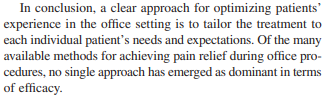 In conclusion, a clear approach for optimizing patients'
experience in the office setting is to tailor the treatment to
each individual patient's needs and expectations. Of the many
available methods for achieving pain relief during office pro-
cedures, no single approach has emerged as dominant in terms
of efficacy.